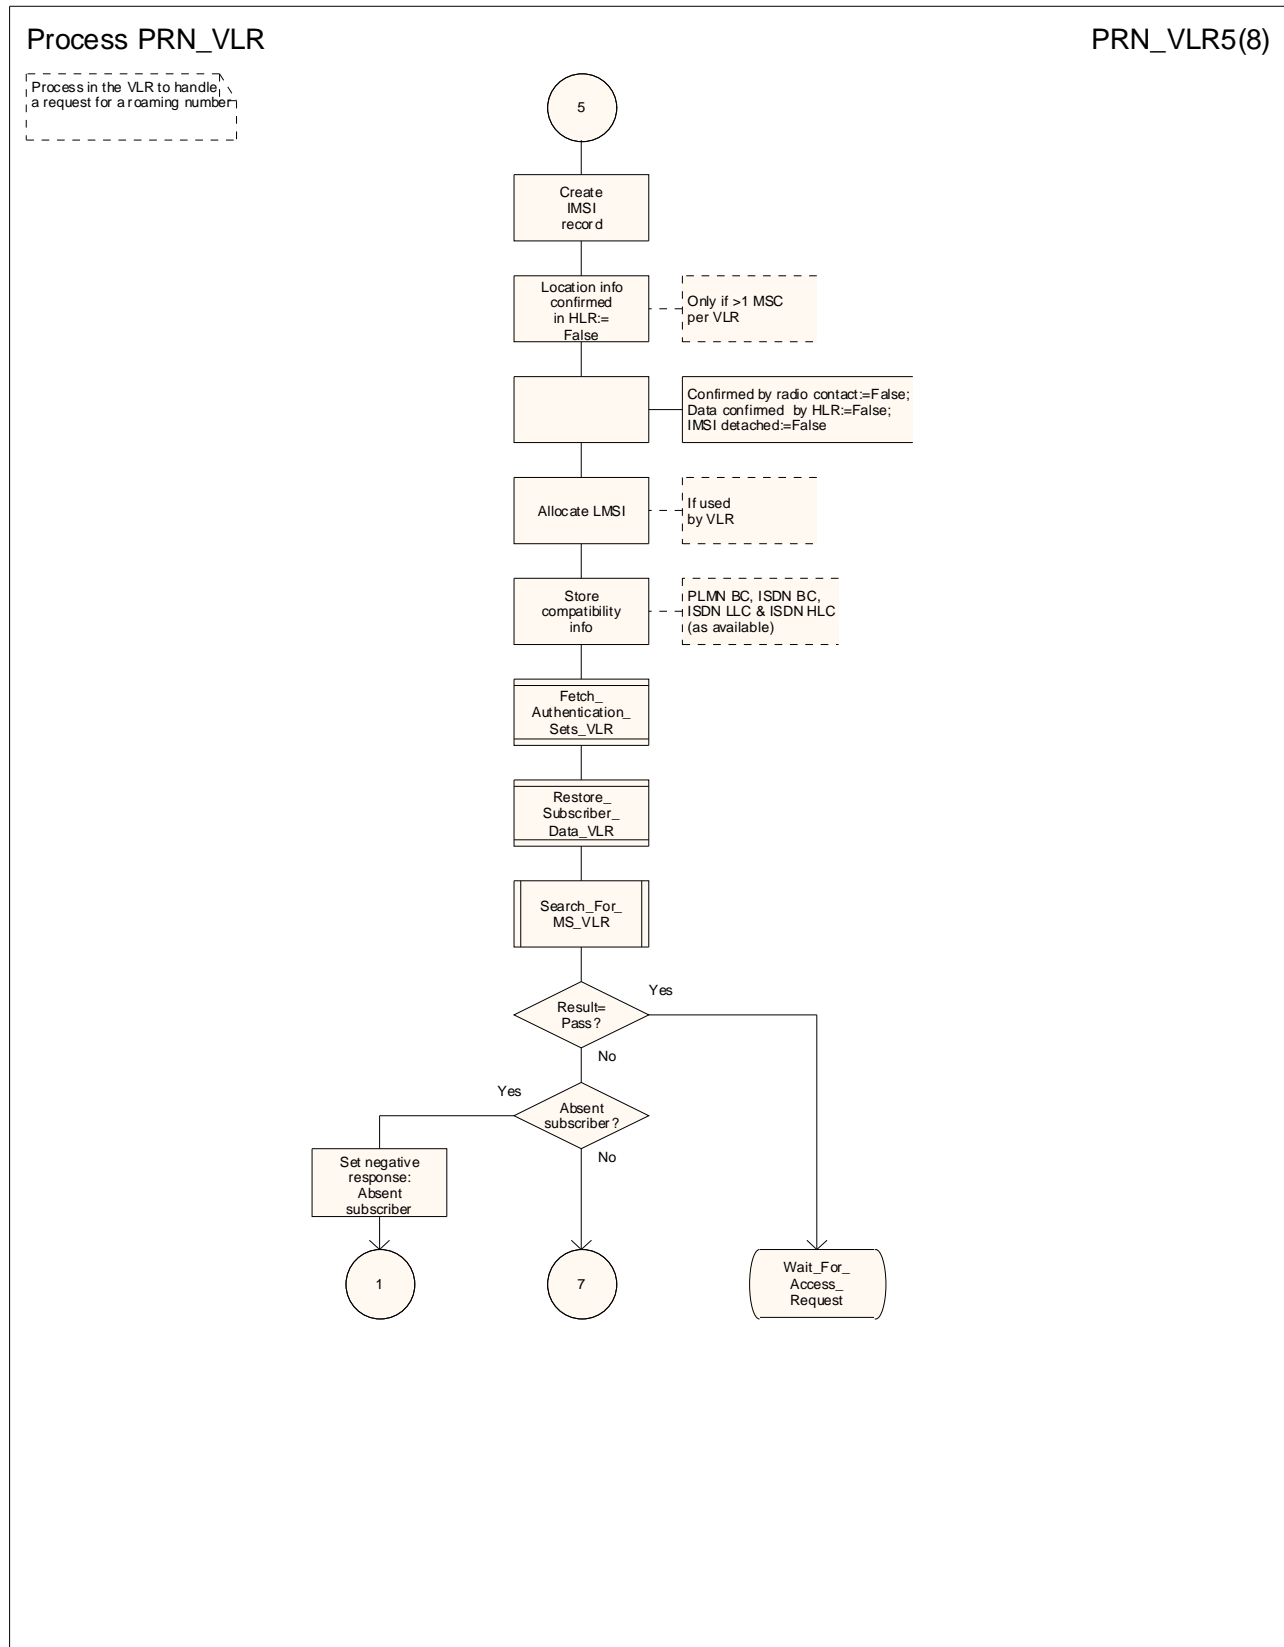 Process PRN_VLR
PRN_VLR5(8)
Process in the VLR to handle
a request for a roaming number
5
Create
IMSI
record
Location info
confirmed
in HLR:=
False
Only if >1 MSC
per VLR
Confirmed by radio contact:=False;
Data confirmed by HLR:=False;
IMSI detached:=False
Allocate LMSI
If used
by VLR
Store
compatibility
info
PLMN BC, ISDN BC,
ISDN LLC & ISDN HLC
(as available)
Fetch_
Authentication_
Sets_VLR
Restore_
Subscriber_
Data_VLR
Search_For_
MS_VLR
Result=
Pass?
Yes
No
Absent
subscriber?
Yes
No
Set negative
response:
Absent
subscriber
1
7
Wait_For_
Access_
Request